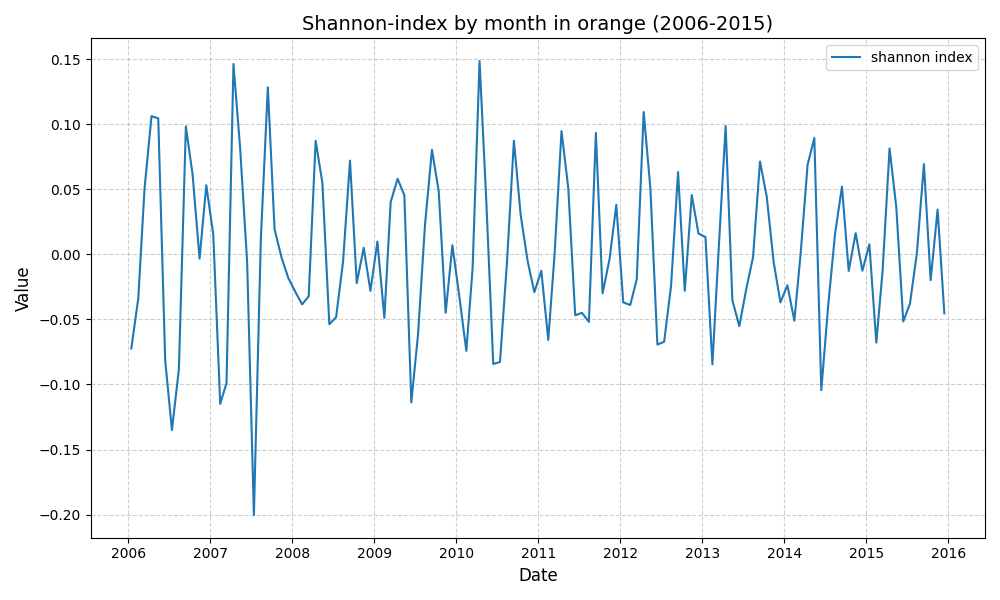 Shannon-index by month in orange (2006-2015)
shannon index
Value
0.15
0.10
0.05
0.00
−0.05
−0.10
−0.15
−0.20
2006 2007 2008 2009 2010 2011 2012 2013 2014 2015 2016
Date